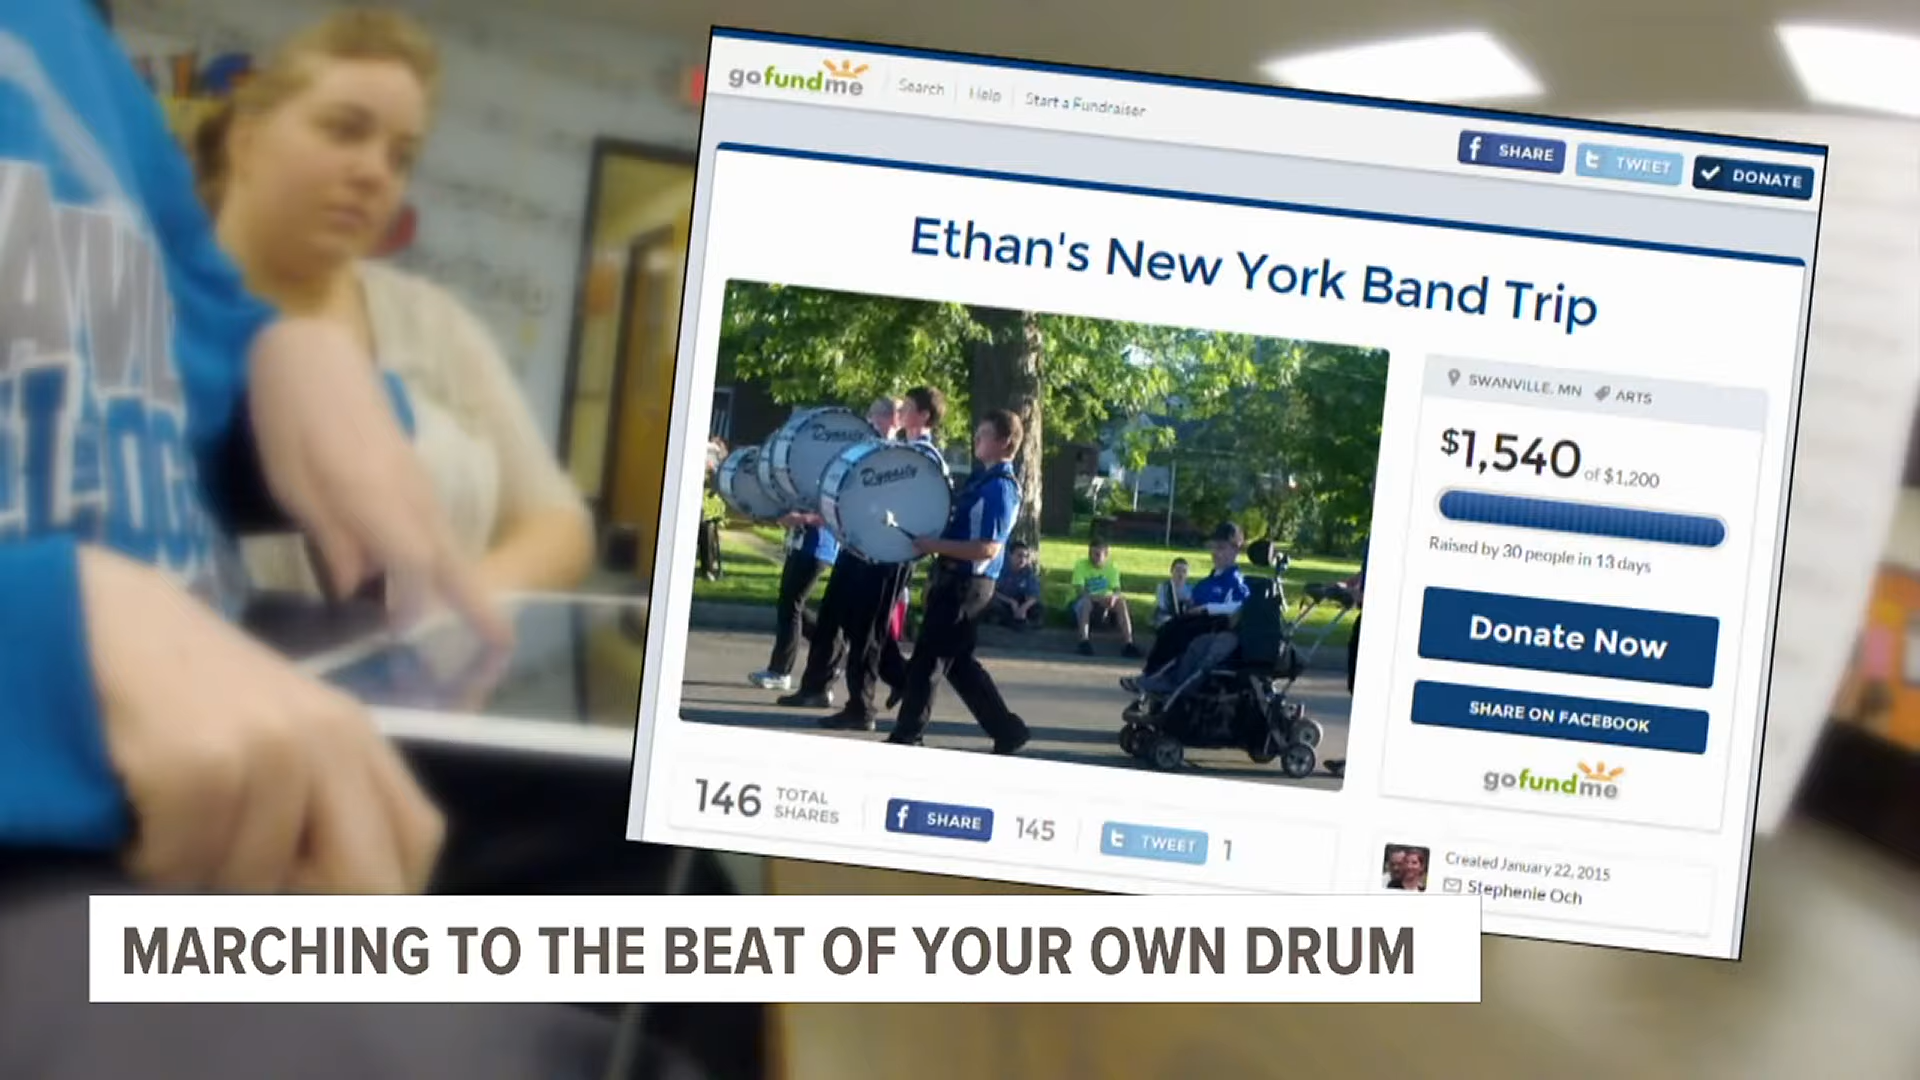 gofundme
Search Help Start a Fundraiser
f SHARE
TWEET
DONATE
Ethan's New York Band Trip
Dynasty
Dynasty
SWANVILLE, MN ARTS
$1,540 of $1,200
Raised by 30 people in 13 days
Donate Now
SHARE ON FACEBOOK
gofundme
146 TOTAL SHARES
f SHARE 145
TWEET 1
Created January 22, 2015
Stephenie Och
MARCHING TO THE BEAT OF YOUR OWN DRUM